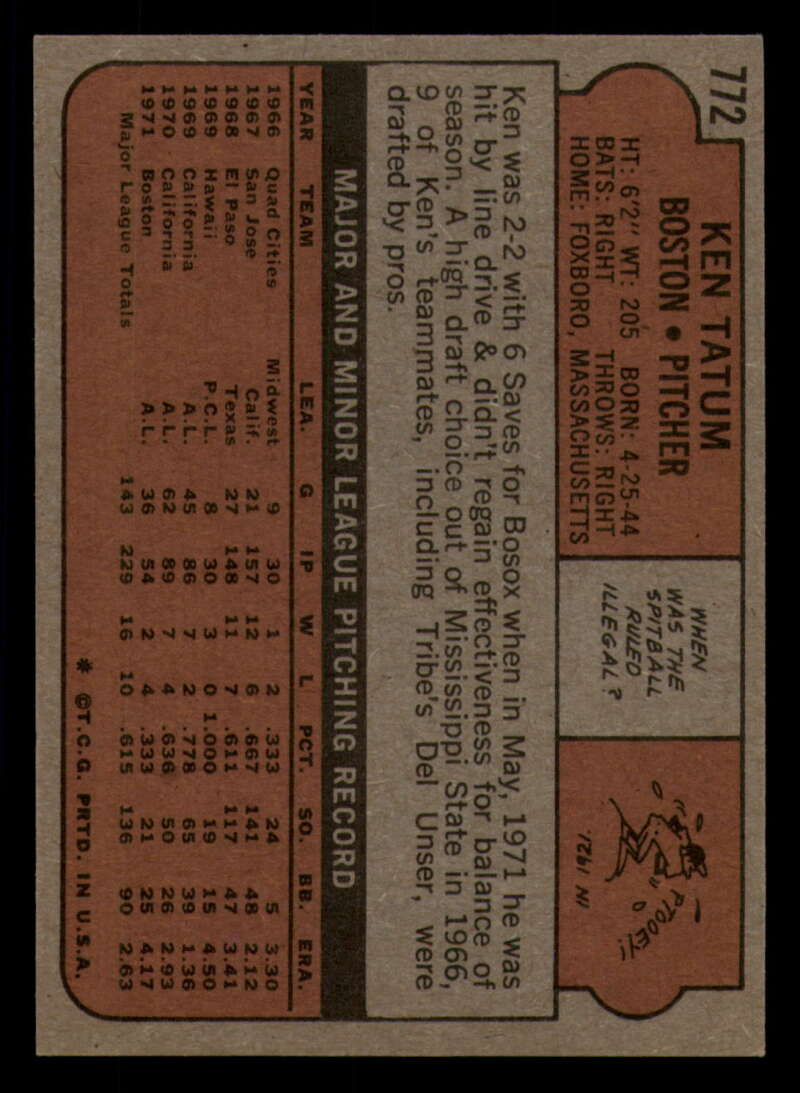 772
KEN TATUM
BOSTON • PITCHER
HT: 6'2" WT: 205 BORN: 4-25-44
BATS: RIGHT THROWS: RIGHT
HOME: FOXBORO, MASSACHUSETTS
WHEN
WAS THE
SPITBALL
RULED
ILLEGAL?
"PTOOEY!"
IN 1921.
Ken was 2-2 with 6 Saves for Bosox when in May, 1971 he was
hit by line drive & didn't regain effectiveness for balance of
season. A high draft choice out of Mississippi State in 1966,
9 of Ken's teammates, including Tribe's Del Unser, were
drafted by pros.
MAJOR AND MINOR LEAGUE PITCHING RECORD
YEAR TEAM LEA. G IP W L PCT. SO. BB. ERA.
1966 Quad Cities Midwest 9 30 1 2 .333 24 5 3.30
1967 San Jose Calif. 21 157 12 6 .667 141 48 2.12
1968 El Paso Texas 27 148 11 7 .611 117 47 3.41
1969 Hawaii P.C.L. 8 30 3 0 1.000 19 15 4.50
1969 California A.L. 45 86 7 2 .778 65 39 1.36
1970 California A.L. 62 89 7 4 .636 50 26 2.93
1971 Boston A.L. 36 54 2 4 .333 21 25 4.17
Major League Totals 143 229 16 10 .615 136 90 2.63
* ©T.C.G. PRTD. IN U.S.A.